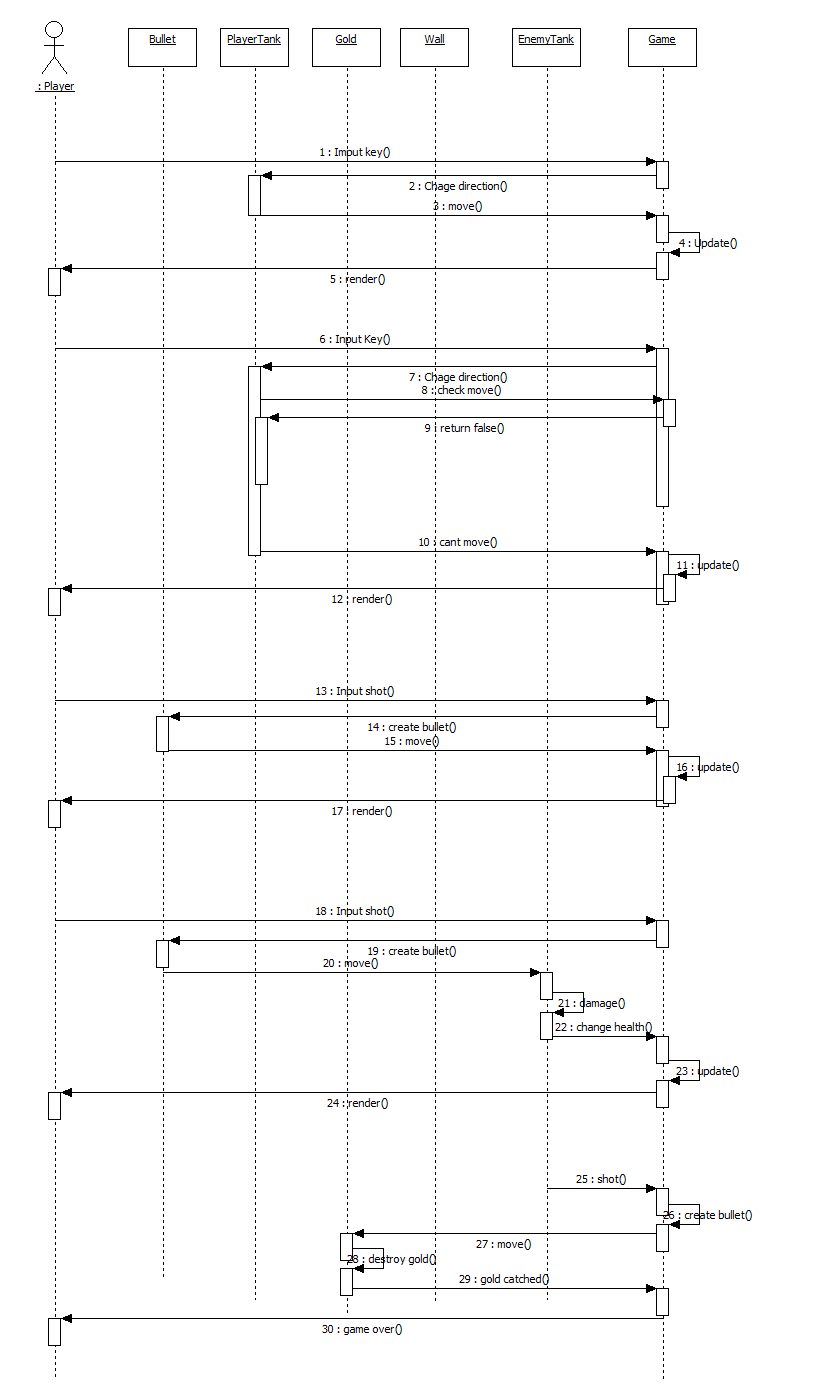 Bullet
PlayerTank
Gold
Wall
EnemyTank
Game
: Player
1 : Imput key()
2 : Chage direction()
3 : move()
4 : Update()
5 : render()
6 : Input Key()
7 : Chage direction()
8 : check move()
9 : return false()
10 : cant move()
11 : update()
12 : render()
13 : Input shot()
14 : create bullet()
15 : move()
16 : update()
17 : render()
18 : Input shot()
19 : create bullet()
20 : move()
21 : damage()
22 : change health()
23 : update()
24 : render()
25 : shot()
26 : create bullet()
27 : move()
28 : destroy gold()
29 : gold catched()
30 : game over()